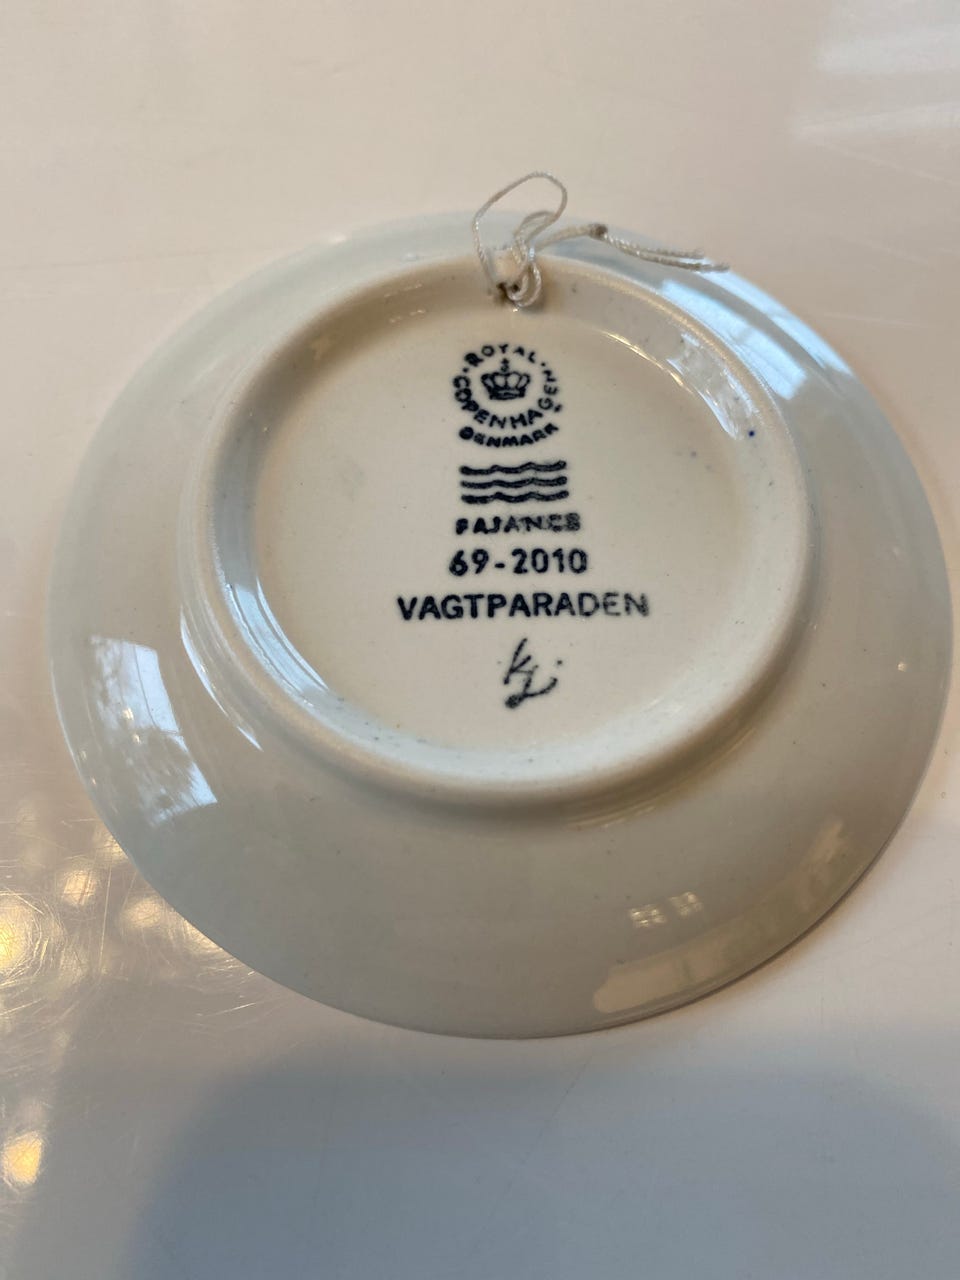 ROYAL
COPENHAGEN
DENMARK
FAJANCE
69-2010
VAGTPARADEN